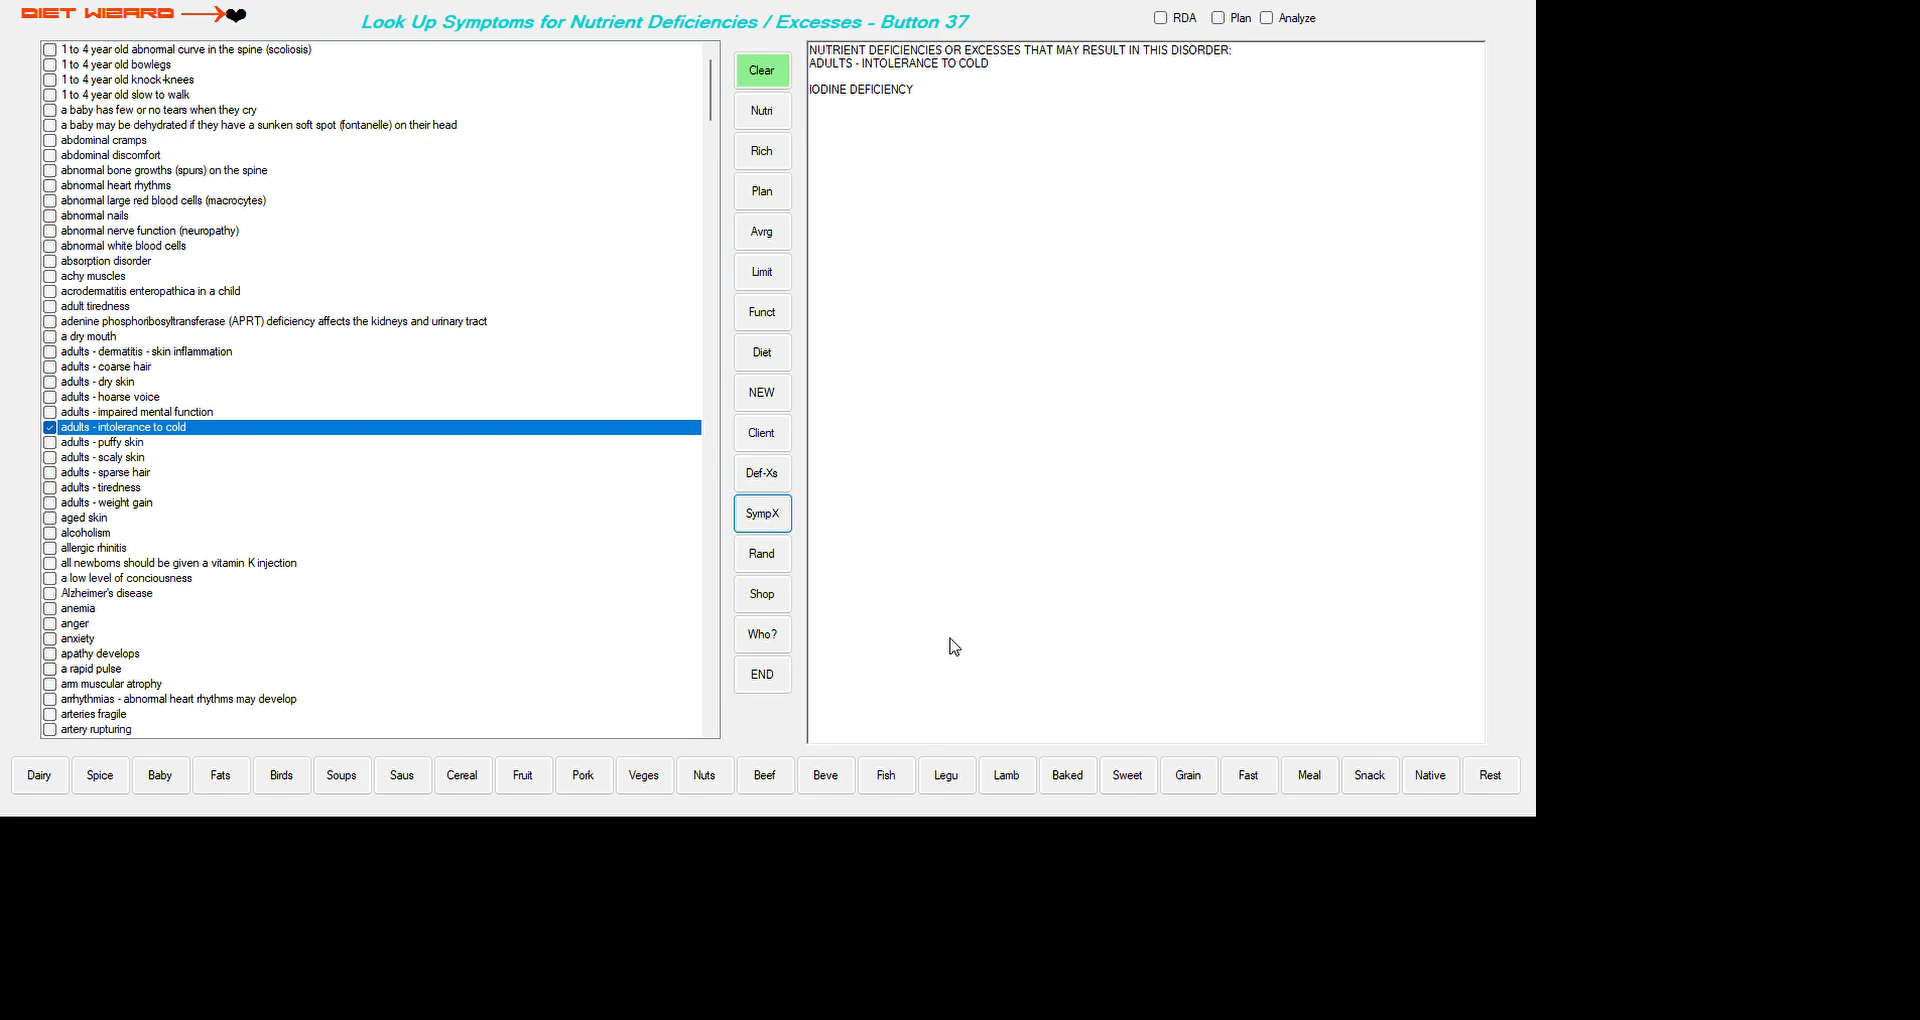 DIET WIZARD
Look Up Symptoms for Nutrient Deficiencies / Excesses - Button 37
RDA
Plan
Analyze
1 to 4 year old abnormal curve in the spine (scoliosis)
1 to 4 year old bowlegs
1 to 4 year old knock-knees
1 to 4 year old slow to walk
a baby has few or no tears when they cry
a baby may be dehydrated if they have a sunken soft spot (fontanelle) on their head
abdominal cramps
abdominal discomfort
abnormal bone growths (spurs) on the spine
abnormal heart rhythms
abnormal large red blood cells (macrocytes)
abnormal nails
abnormal nerve function (neuropathy)
abnormal white blood cells
absorption disorder
achy muscles
acrodermatitis enteropathica in a child
adult tiredness
adenine phosphoribosyltransferase (APRT) deficiency affects the kidneys and urinary tract
a dry mouth
adults - dermatitis - skin inflammation
adults - coarse hair
adults - dry skin
adults - hoarse voice
adults - impaired mental function
adults - intolerance to cold
adults - puffy skin
adults - scaly skin
adults - sparse hair
adults - tiredness
adults - weight gain
aged skin
alcoholism
allergic rhinitis
all newborns should be given a vitamin K injection
a low level of conciousness
Alzheimer's disease
anemia
anger
anxiety
apathy develops
a rapid pulse
arm muscular atrophy
arrhythmias - abnormal heart rhythms may develop
arteries fragile
artery rupturing
Clear
Nutri
Rich
Plan
Avrg
Limit
Funct
Diet
NEW
Client
Def-Xs
SympX
Rand
Shop
Who?
END
NUTRIENT DEFICIENCIES OR EXCESSES THAT MAY RESULT IN THIS DISORDER:
ADULTS - INTOLERANCE TO COLD
IODINE DEFICIENCY
Dairy
Spice
Baby
Fats
Birds
Soups
Saus
Cereal
Fruit
Pork
Veges
Nuts
Beef
Beve
Fish
Legu
Lamb
Baked
Sweet
Grain
Fast
Meal
Snack
Native
Rest